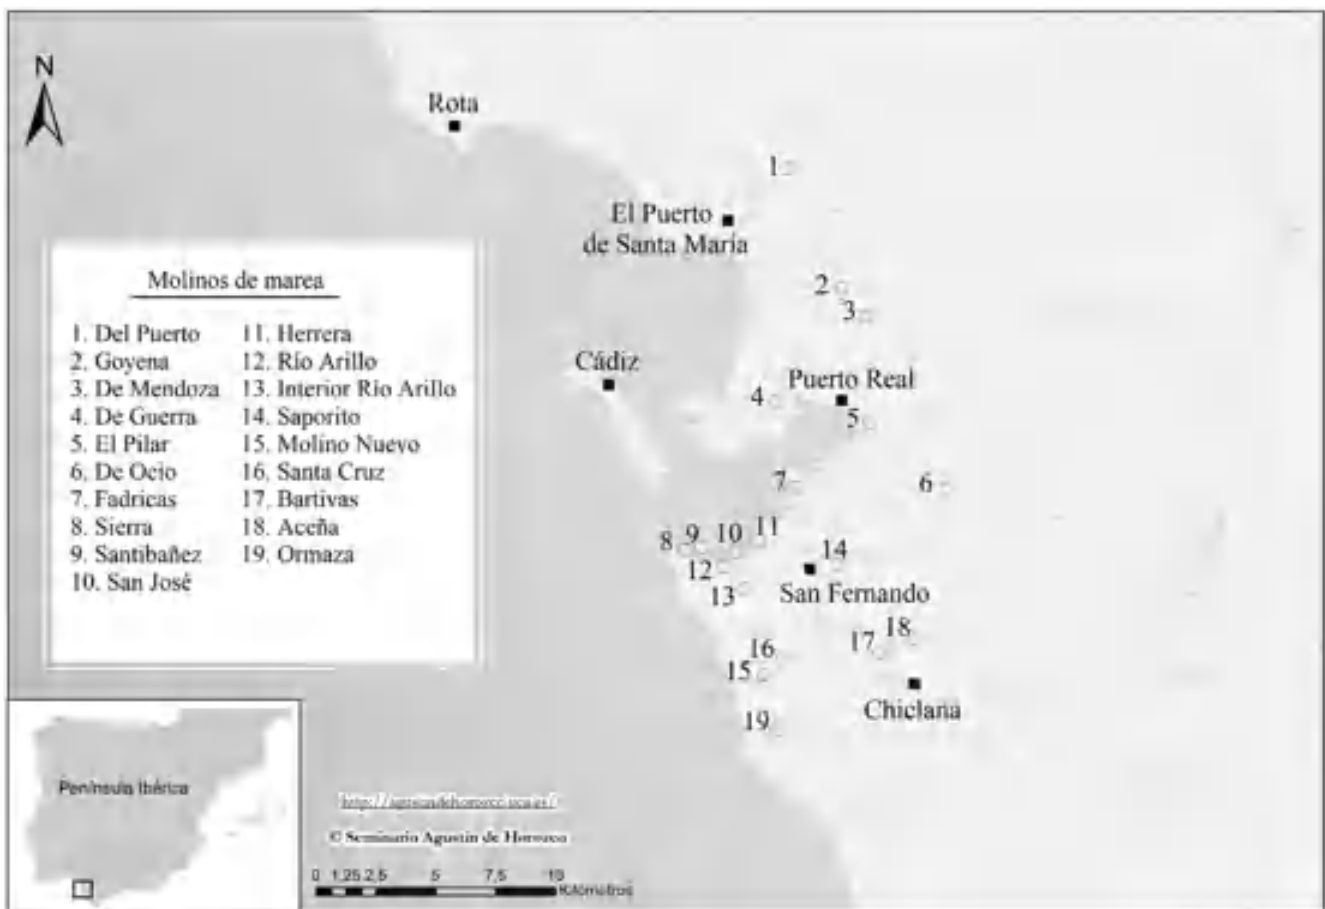 N
Rota
1
El Puerto
de Santa María
2
3
Cádiz
Puerto Real
4
5
6
7
8
9
10
11
12
13
14
San Fernando
15
16
17
18
Chiclana
19
Molinos de marea
1. Del Puerto
2. Goyena
3. De Mendoza
4. De Guerra
5. El Pilar
6. De Ocio
7. Fadricas
8. Sierra
9. Santibañez
10. San José
11. Herrera
12. Río Arillo
13. Interior Río Arillo
14. Saporito
15. Molino Nuevo
16. Santa Cruz
17. Bartivas
18. Aceña
19. Ormaza
Península Ibérica
© Seminario Agustín de Horozco
0 1,25 2,5 5 7,5 10
Kilómetros